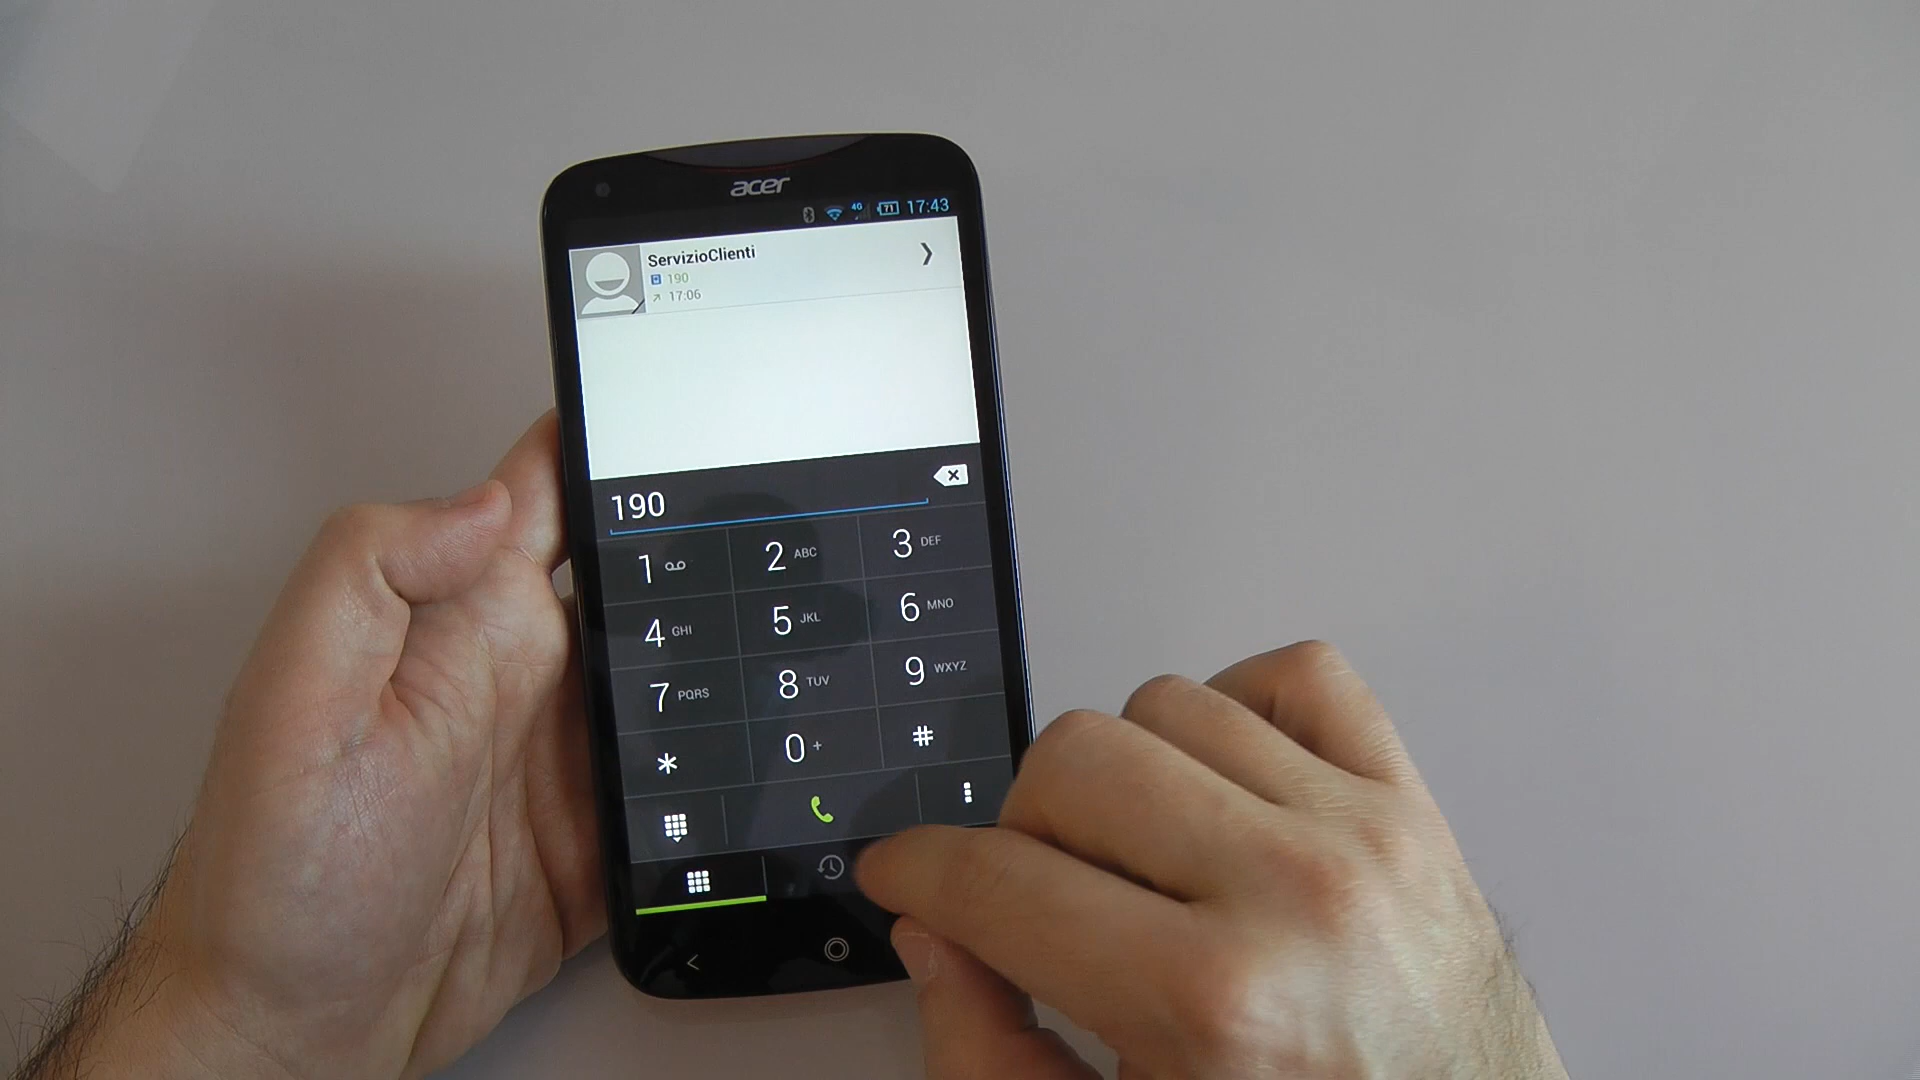 acer
4G 71 17:43
ServizioClienti
190
17:06
190
1 2 ABC 3 DEF
4 GHI 5 JKL 6 MNO
7 PQRS 8 TUV 9 WXYZ
* 0 + #